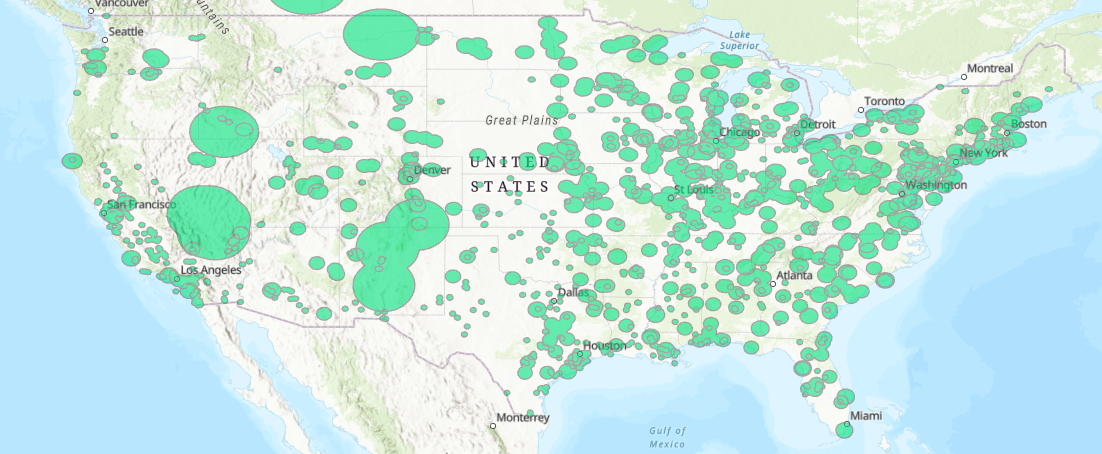 Vancouver
Seattle
untains
Lake
Superior
Montreal
Toronto
Great Plains
Chicago
Detroit
Boston
UNITED
STATES
Denver
New York
St Louis
Washington
San Francisco
Los Angeles
Atlanta
Dallas
Houston
Monterrey
Miami
Gulf of
Mexico